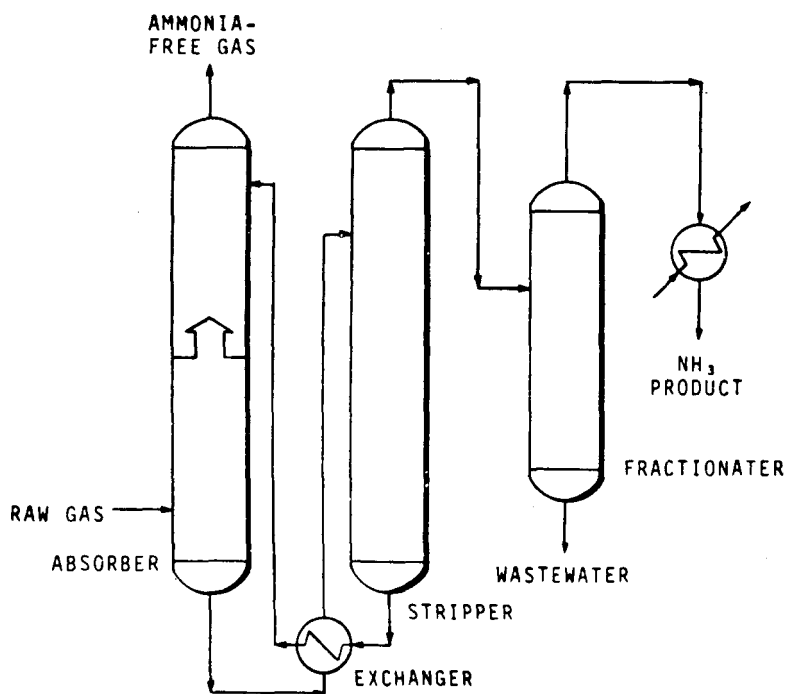 AMMONIA-
FREE GAS
NH₃
PRODUCT
FRACTIONATER
RAW GAS
ABSORBER
WASTEWATER
STRIPPER
EXCHANGER